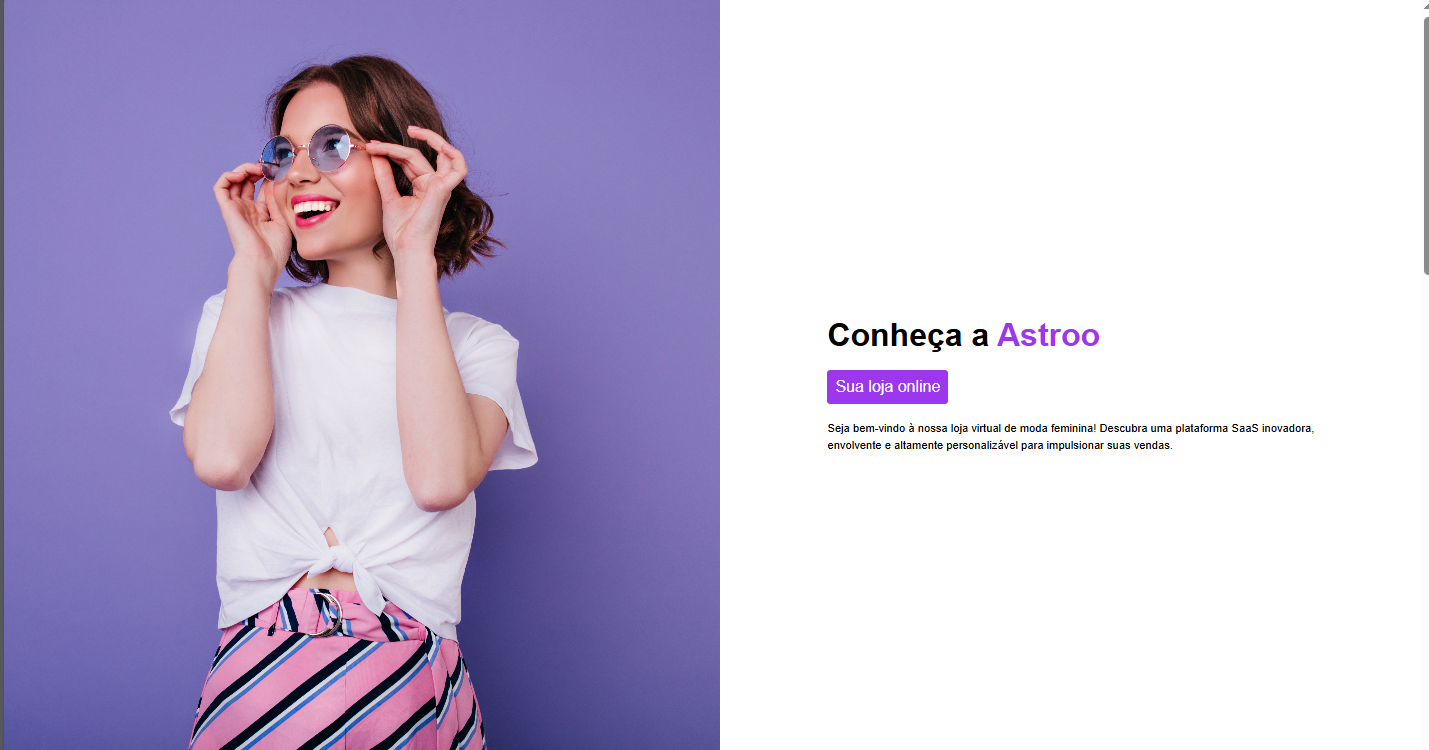 Conheça a Astroo
Sua loja online
Seja bem-vindo à nossa loja virtual de moda feminina! Descubra uma plataforma SaaS inovadora,
envolvente e altamente personalizável para impulsionar suas vendas.